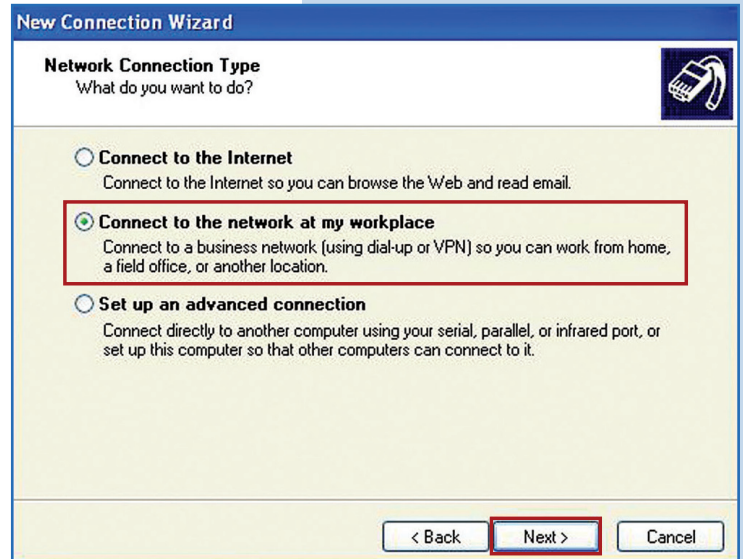 New Connection Wizard
Network Connection Type
What do you want to do?
Connect to the Internet
Connect to the Internet so you can browse the Web and read email.
Connect to the network at my workplace
Connect to a business network (using dial-up or VPN) so you can work from home,
a field office, or another location.
Set up an advanced connection
Connect directly to another computer using your serial, parallel, or infrared port, or
set up this computer so that other computers can connect to it.
< Back Next > Cancel